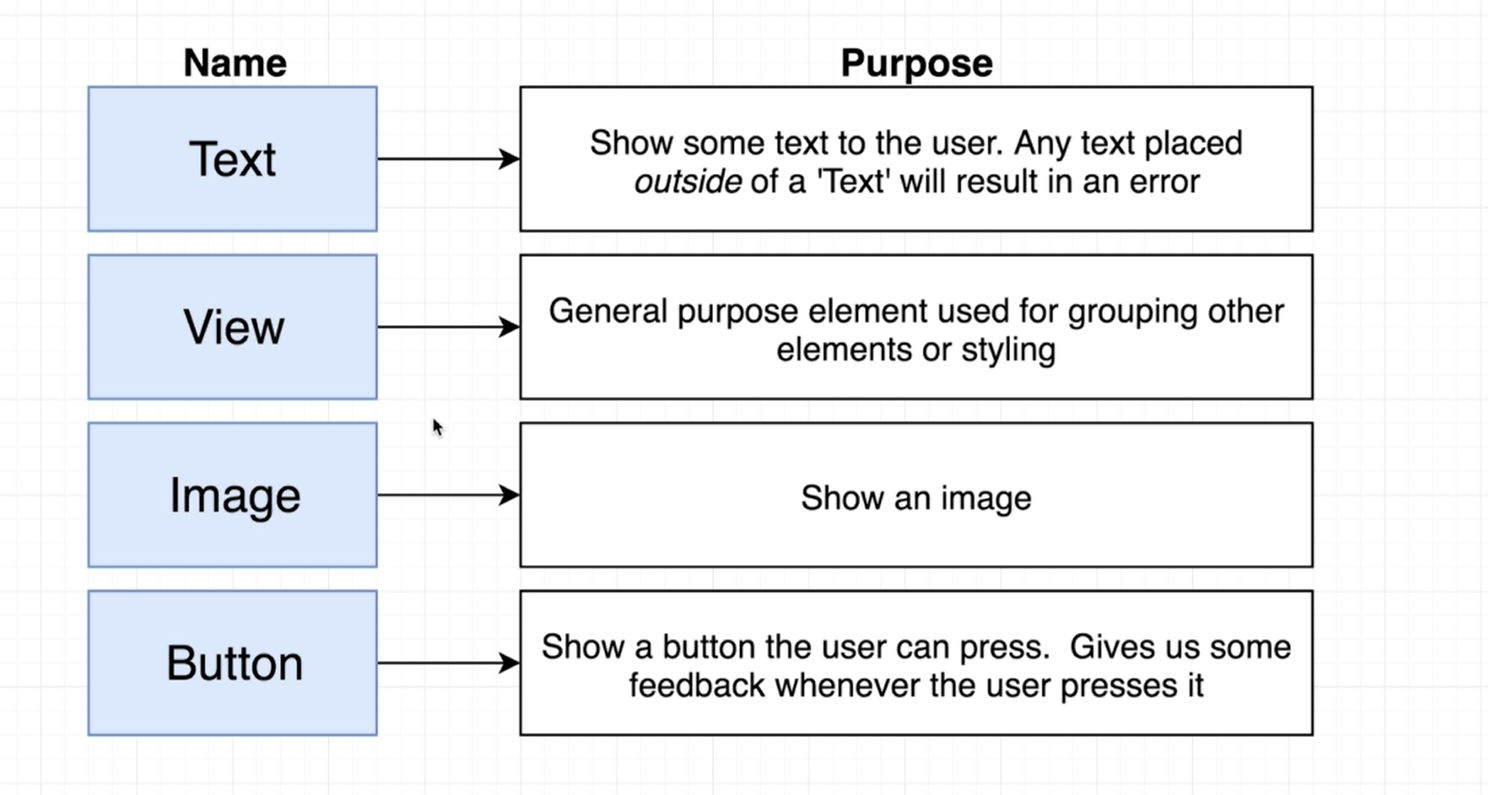 Name
Purpose
Text
Show some text to the user. Any text placed
outside of a 'Text' will result in an error
View
General purpose element used for grouping other
elements or styling
Image
Show an image
Button
Show a button the user can press.  Gives us some
feedback whenever the user presses it